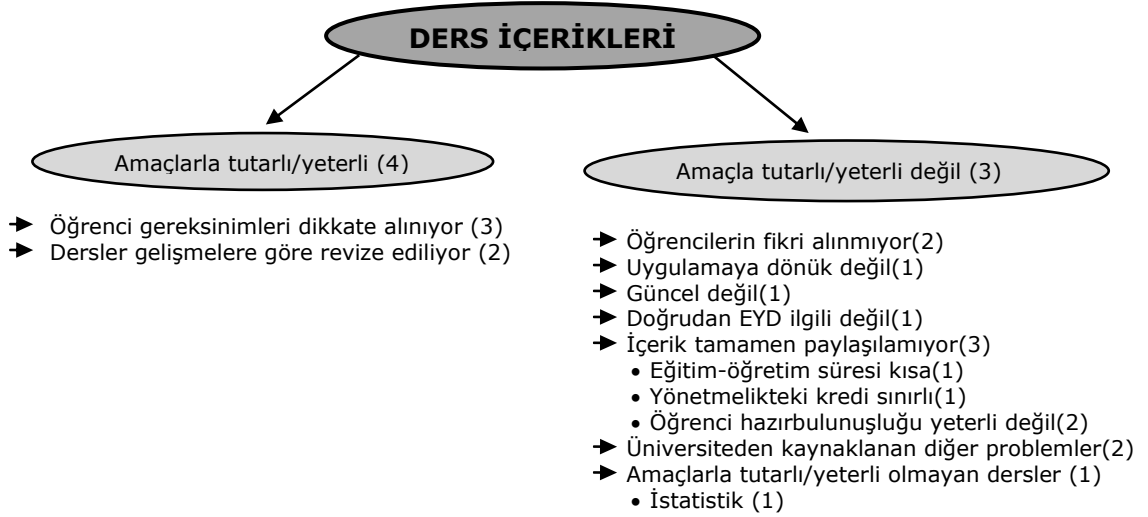 DERS İÇERİKLERİ
Amaçlarla tutarlı/yeterli (4)
➔ Öğrenci gereksinimleri dikkate alınıyor (3)
➔ Dersler gelişmelere göre revize ediliyor (2)
Amaçla tutarlı/yeterli değil (3)
➔ Öğrencilerin fikri alınmıyor(2)
➔ Uygulamaya dönük değil(1)
➔ Güncel değil(1)
➔ Doğrudan EYD ilgili değil(1)
➔ İçerik tamamen paylaşılamıyor(3)
• Eğitim-öğretim süresi kısa(1)
• Yönetmelikteki kredi sınırlı(1)
• Öğrenci hazırbulunuşluğu yeterli değil(2)
➔ Üniversiteden kaynaklanan diğer problemler(2)
➔ Amaçlarla tutarlı/yeterli olmayan dersler (1)
• İstatistik (1)